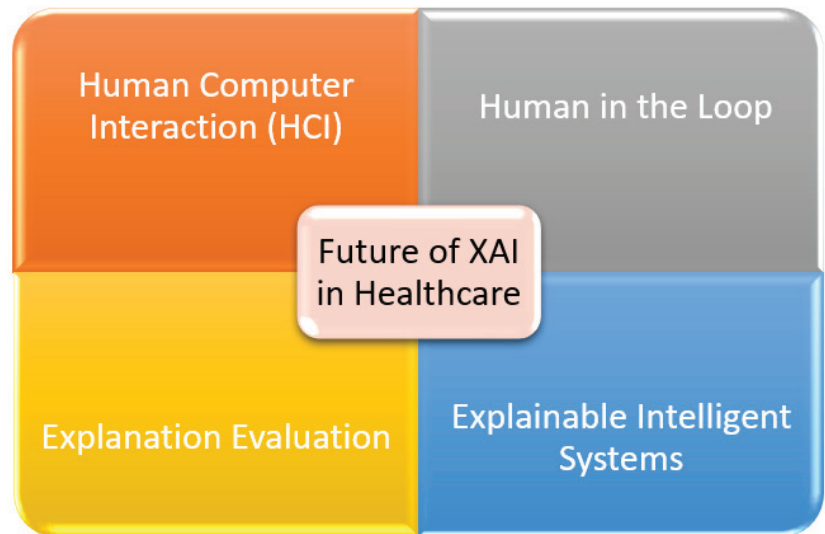 Human Computer
Interaction (HCI)
Human in the Loop
Future of XAI
in Healthcare
Explanation Evaluation
Explainable Intelligent
Systems